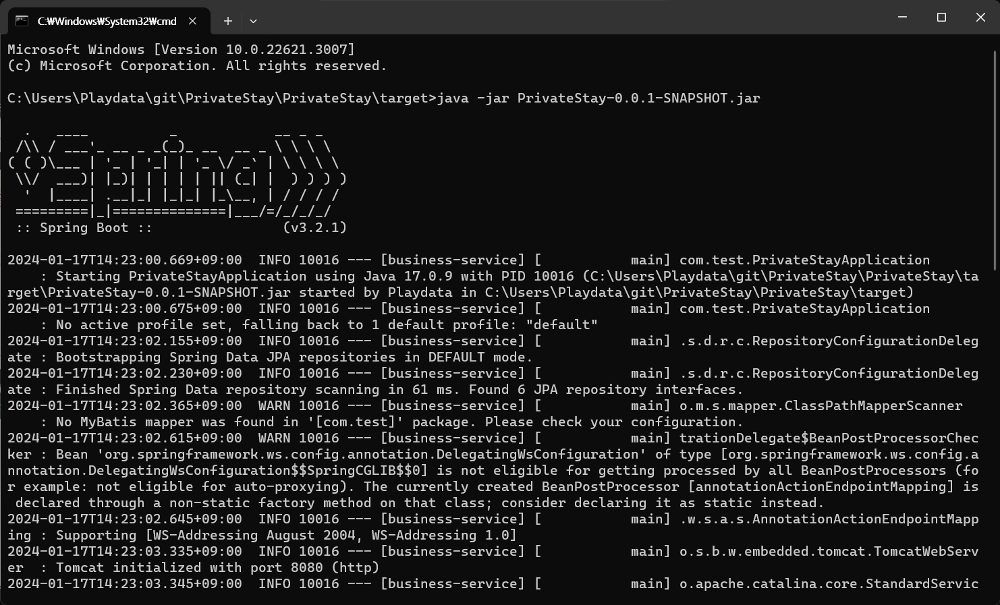 C:₩Windows₩System32₩cmd
Microsoft Windows [Version 10.0.22621.3007]
(c) Microsoft Corporation. All rights reserved.
C:\Users\Playdata\git\PrivateStay\PrivateStay\target>java -jar PrivateStay-0.0.1-SNAPSHOT.jar
  .   ____          _            __ _ _
 /\\ / ___'_ __ _ _(_)_ __  __ _ \ \ \ \
( ( )\___ | '_ | '_| | '_ \/ _` | \ \ \ \
 \\/  ___)| |_)| | | | | || (_| |  ) ) ) )
  '  |____| .__|_| |_|_| |_\__, | / / / /
 =========|_|==============|___/=/_/_/_/
 :: Spring Boot ::                (v3.2.1)
2024-01-17T14:23:00.669+09:00  INFO 10016 --- [business-service] [           main] com.test.PrivateStayApplication
    : Starting PrivateStayApplication using Java 17.0.9 with PID 10016 (C:\Users\Playdata\git\PrivateStay\PrivateStay\ta
rget\PrivateStay-0.0.1-SNAPSHOT.jar started by Playdata in C:\Users\Playdata\git\PrivateStay\PrivateStay\target)
2024-01-17T14:23:00.675+09:00  INFO 10016 --- [business-service] [           main] com.test.PrivateStayApplication
    : No active profile set, falling back to 1 default profile: "default"
2024-01-17T14:23:02.155+09:00  INFO 10016 --- [business-service] [           main] .s.d.r.c.RepositoryConfigurationDeleg
ate : Bootstrapping Spring Data JPA repositories in DEFAULT mode.
2024-01-17T14:23:02.230+09:00  INFO 10016 --- [business-service] [           main] .s.d.r.c.RepositoryConfigurationDeleg
ate : Finished Spring Data repository scanning in 61 ms. Found 6 JPA repository interfaces.
2024-01-17T14:23:02.365+09:00  WARN 10016 --- [business-service] [           main] o.m.s.mapper.ClassPathMapperScanner
    : No MyBatis mapper was found in '[com.test]' package. Please check your configuration.
2024-01-17T14:23:02.615+09:00  WARN 10016 --- [business-service] [           main] trationDelegate$BeanPostProcessorChec
ker : Bean 'org.springframework.ws.config.annotation.DelegatingWsConfiguration' of type [org.springframework.ws.config.a
nnotation.DelegatingWsConfiguration$$SpringCGLIB$$0] is not eligible for getting processed by all BeanPostProcessors (fo
r example: not eligible for auto-proxying). The currently created BeanPostProcessor [annotationActionEndpointMapping] is
 declared through a non-static factory method on that class; consider declaring it as static instead.
2024-01-17T14:23:02.645+09:00  INFO 10016 --- [business-service] [           main] .w.s.a.s.AnnotationActionEndpointMapp
ing : Supporting [WS-Addressing August 2004, WS-Addressing 1.0]
2024-01-17T14:23:03.335+09:00  INFO 10016 --- [business-service] [           main] o.s.b.w.embedded.tomcat.TomcatWebServ
er  : Tomcat initialized with port 8080 (http)
2024-01-17T14:23:03.345+09:00  INFO 10016 --- [business-service] [           main] o.apache.catalina.core.StandardServic